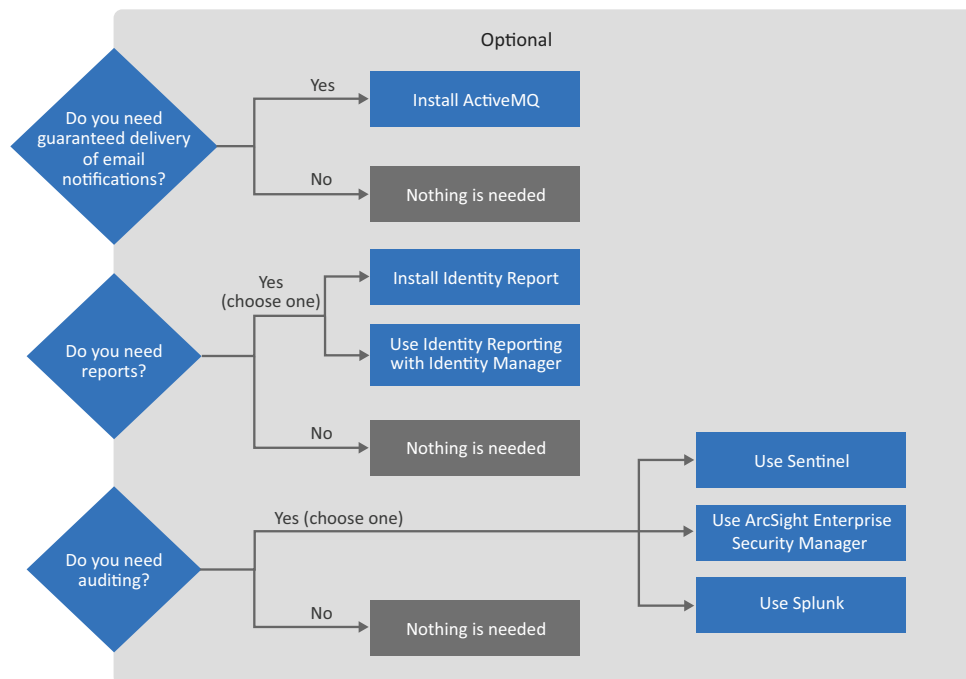 Optional
Do you need
guaranteed delivery
of email
notifications?
Yes
Install ActiveMQ
No
Nothing is needed
Do you need
reports?
Yes
(choose one)
Install Identity Report
Use Identity Reporting
with Identity Manager
No
Nothing is needed
Do you need
auditing?
Yes (choose one)
Use Sentinel
Use ArcSight Enterprise
Security Manager
Use Splunk
No
Nothing is needed